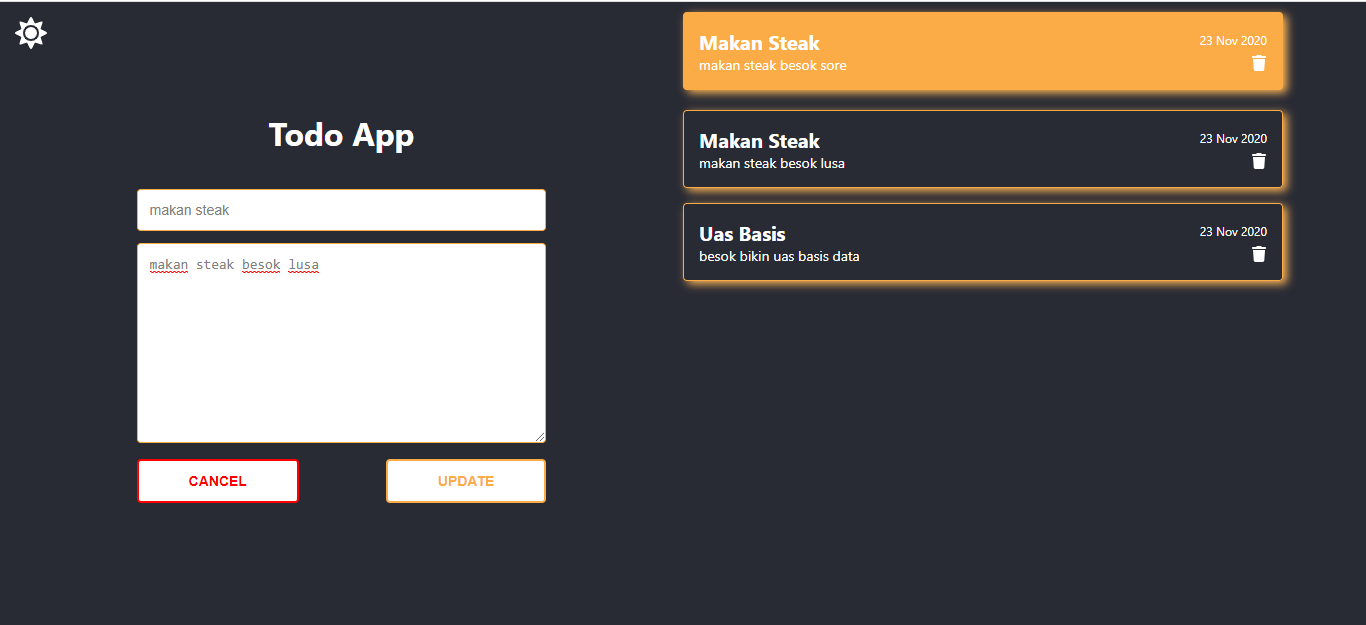 Todo App
makan steak
makan steak besok lusa
CANCEL
UPDATE
Makan Steak
23 Nov 2020
makan steak besok sore
Makan Steak
23 Nov 2020
makan steak besok lusa
Uas Basis
23 Nov 2020
besok bikin uas basis data